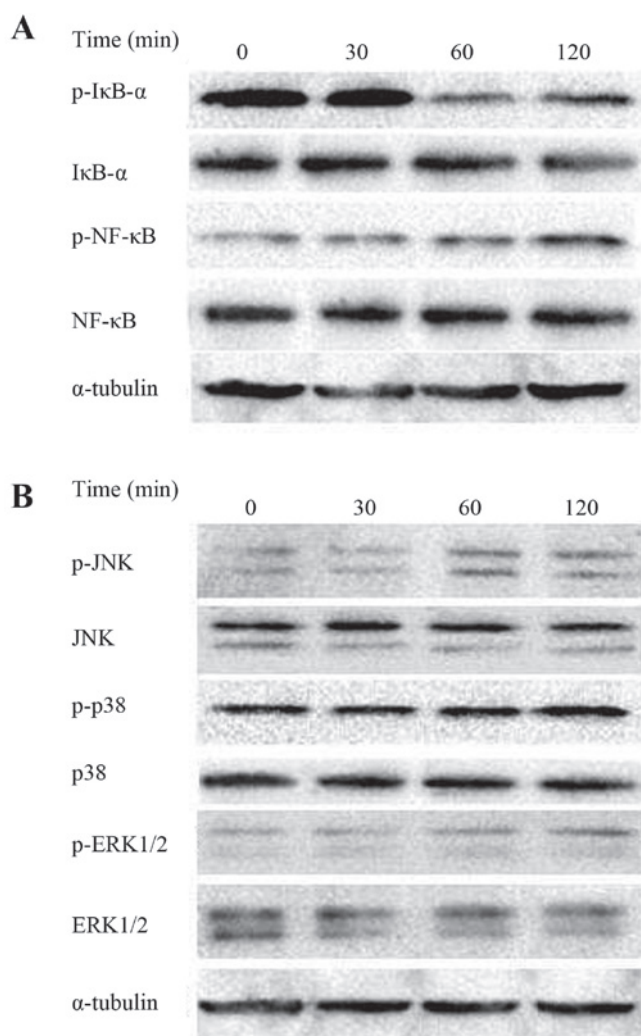 A
Time (min) 0 30 60 120
p-IκB-α
IκB-α
p-NF-κB
NF-κB
α-tubulin
B
Time (min) 0 30 60 120
p-JNK
JNK
p-p38
p38
p-ERK1/2
ERK1/2
α-tubulin